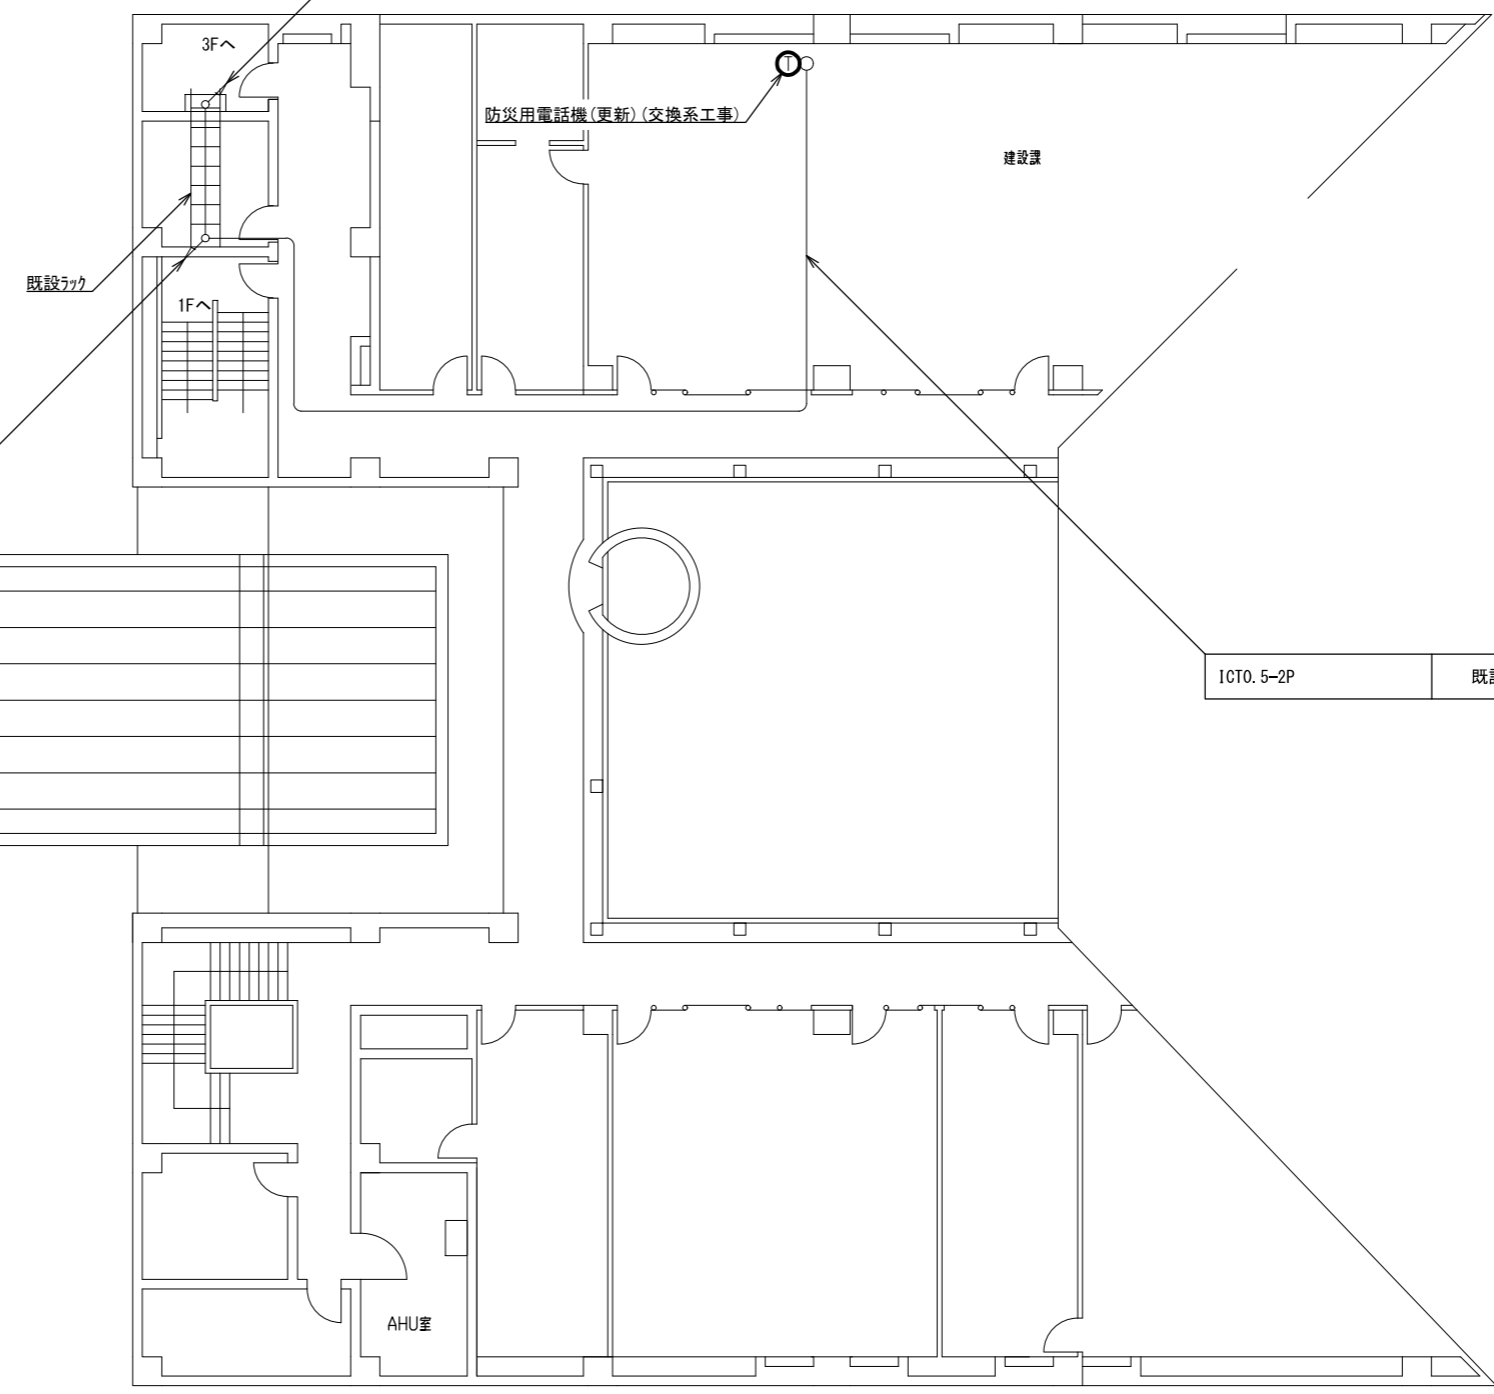 3Fへ
防災用電話機(更新)(交換系工事)
T
建設課
既設ラック
1Fへ
ICT0.5-2P
既
AHU室